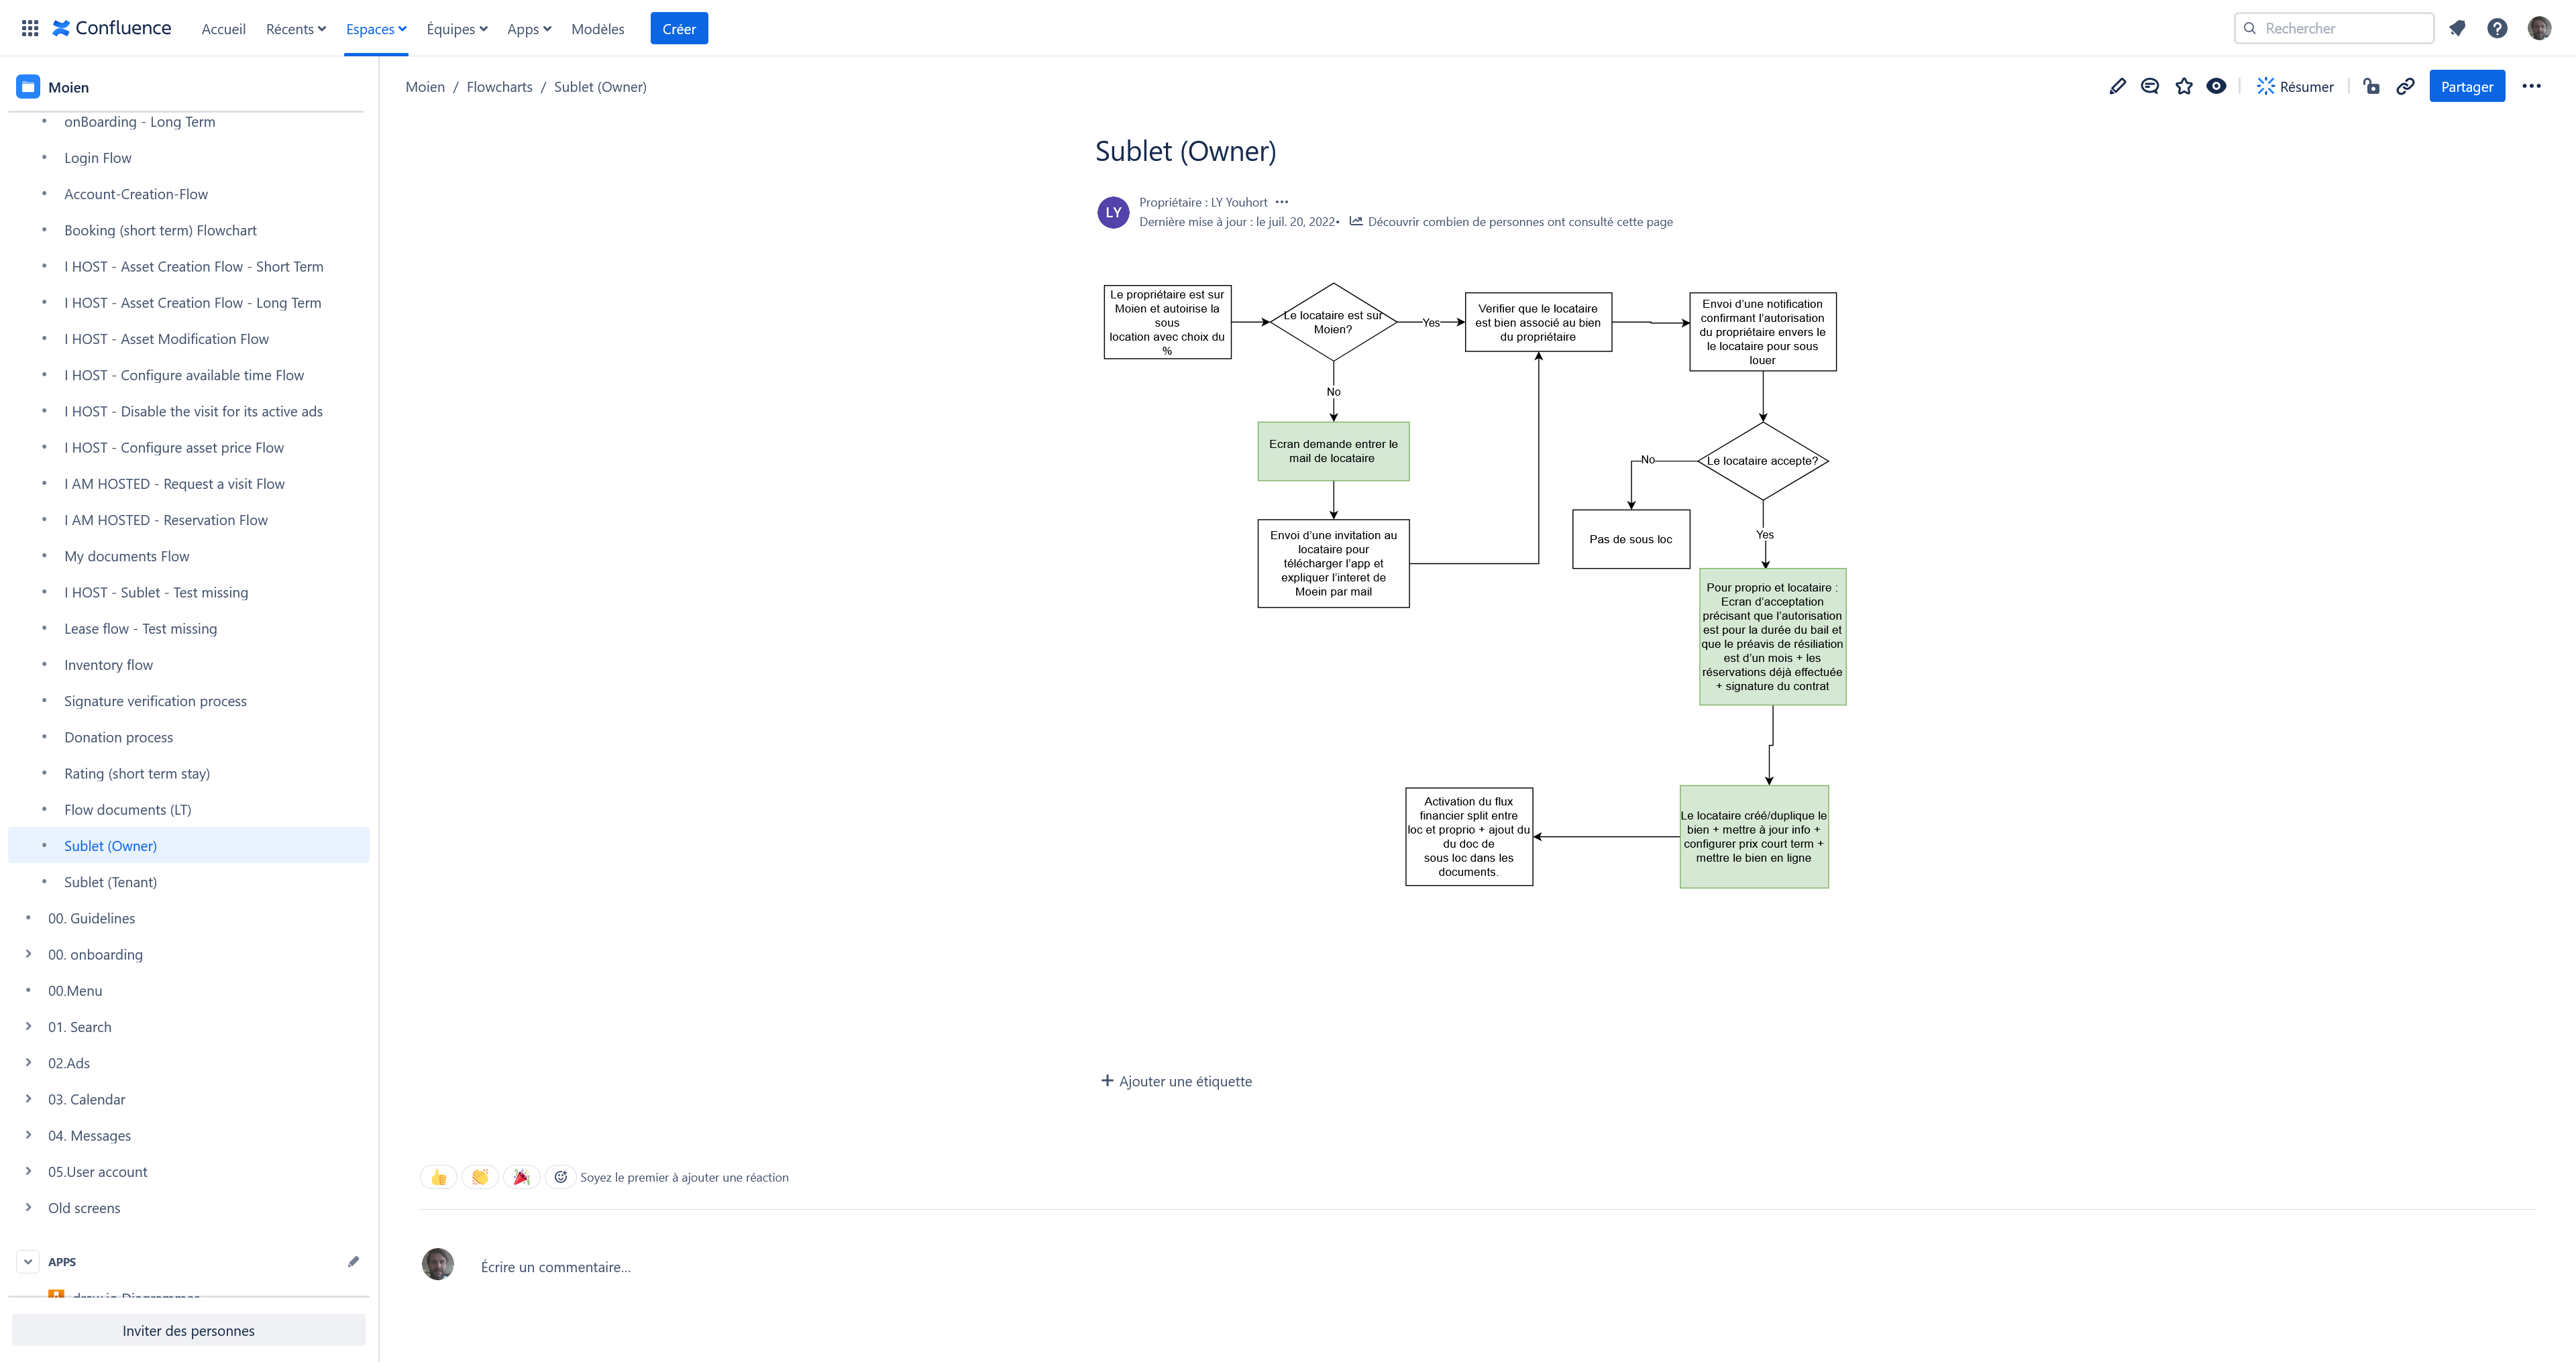 Confluence
Accueil
Récents
Espaces
Équipes
Apps
Modèles
Créer
Rechercher
Moien
onBoarding - Long Term
Login Flow
Account-Creation-Flow
Booking (short term) Flowchart
I HOST - Asset Creation Flow - Short Term
I HOST - Asset Creation Flow - Long Term
I HOST - Asset Modification Flow
I HOST - Configure available time Flow
I HOST - Disable the visit for its active ads
I HOST - Configure asset price Flow
I AM HOSTED - Request a visit Flow
I AM HOSTED - Reservation Flow
My documents Flow
I HOST - Sublet - Test missing
Lease flow - Test missing
Inventory flow
Signature verification process
Donation process
Rating (short term stay)
Flow documents (LT)
Sublet (Owner)
Sublet (Tenant)
00. Guidelines
00. onboarding
00.Menu
01. Search
02.Ads
03. Calendar
04. Messages
05.User account
Old screens
APPS
draw.io Diagrammes
Inviter des personnes
Moien / Flowcharts / Sublet (Owner)
Résumer
Partager
Sublet (Owner)
LY
Propriétaire : LY Youhort
Dernière mise à jour : le juil. 20, 2022•
Découvrir combien de personnes ont consulté cette page
Le propriétaire est sur
Moien et autoirise la
sous
location avec choix du
%
Le locataire est sur
Moien?
Yes
Verifier que le locataire
est bien associé au bien
du propriétaire
Envoi d'une notification
confirmant l'autorisation
du propriétaire envers le
le locataire pour sous
louer
No
Ecran demande entrer le
mail de locataire
No
Le locataire accepte?
Envoi d'une invitation au
locataire pour
télécharger l'app et
expliquer l'interet de
Moein par mail
Pas de sous loc
Yes
Pour proprio et locataire :
Ecran d'acceptation
précisant que l'autorisation
est pour la durée du bail et
que le préavis de résiliation
est d'un mois + les
réservations déjà effectuée
+ signature du contrat
Activation du flux
financier split entre
loc et proprio + ajout du
du doc de
sous loc dans les
documents.
Le locataire créé/duplique le
bien + mettre à jour info +
configurer prix court term +
mettre le bien en ligne
Ajouter une étiquette
Soyez le premier à ajouter une réaction
Écrire un commentaire...